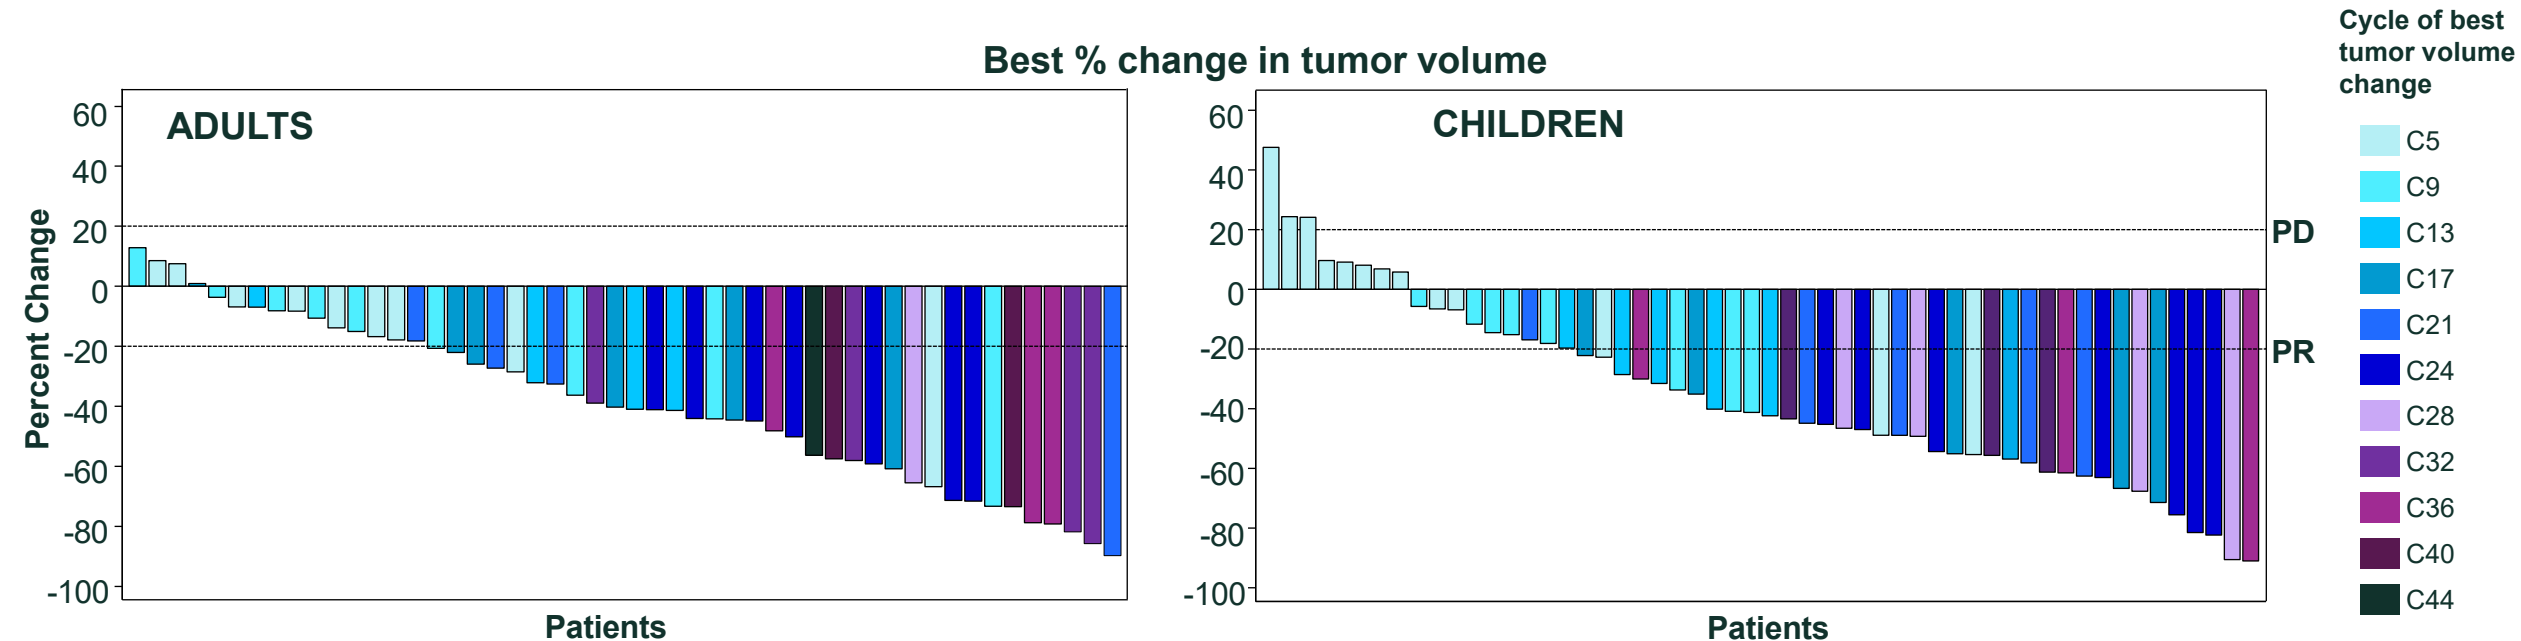 Best % change in tumor volume
ADULTS
Percent Change
60
40
20
0
-20
-40
-60
-80
-100
Patients
CHILDREN
60
40
20
0
-20
-40
-60
-80
-100
PD
PR
Patients
Cycle of best
tumor volume
change
C5
C9
C13
C17
C21
C24
C28
C32
C36
C40
C44